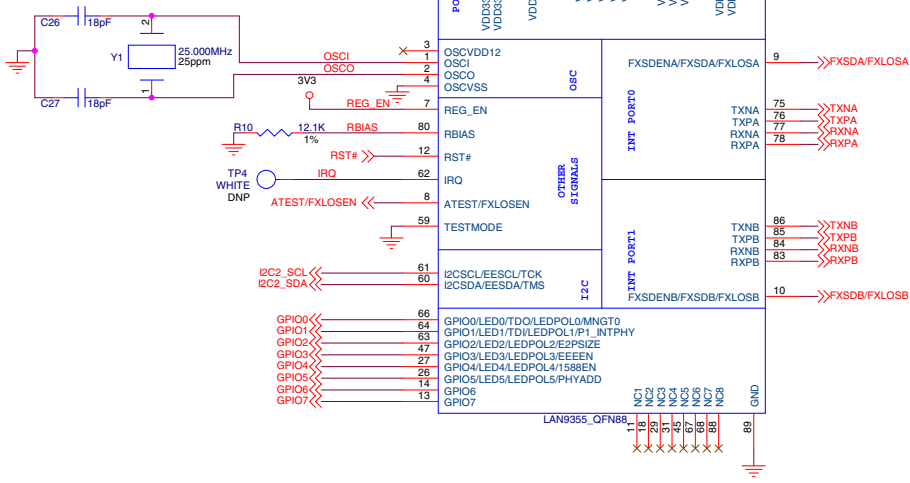 PO
VDD33
VDD33
VDD
C26
18pF
2
Y1
25.000MHz
25ppm
1
C27
18pF
OSCI
OSCO
3V3
REG_EN
R10
12.1K
1%
RBIAS
RST#
TP4
WHITE
DNP
IRQ
ATEST/FXLOSEN
I2C2_SCL
I2C2_SDA
GPIO0
GPIO1
GPIO2
GPIO3
GPIO4
GPIO5
GPIO6
GPIO7
3
1
2
4
7
80
12
62
8
59
61
60
66
64
63
47
27
26
14
13
OSCVDD12
OSCI
OSCO
OSCVSS
REG_EN
RBIAS
RST#
IRQ
ATEST/FXLOSEN
TESTMODE
I2CSCL/EESCL/TCK
I2CSDA/EESDA/TMS
GPIO0/LED0/TDO/LEDPOL0/MNGT0
GPIO1/LED1/TDI/LEDPOL1/P1_INTPHY
GPIO2/LED2/LEDPOL2/E2PSIZE
GPIO3/LED3/LEDPOL3/EEEEN
GPIO4/LED4/LEDPOL4/1588EN
GPIO5/LED5/LEDPOL5/PHYADD
GPIO6
GPIO7
OSC
OTHER
SIGNALS
I2C
INT PORT0
INT PORT1
FXSDENA/FXSDA/FXLOSA
TXNA
TXPA
RXNA
RXPA
TXNB
TXPB
RXNB
RXPB
FXSDENB/FXSDB/FXLOSB
9
75
76
77
78
86
85
84
83
10
FXSDA/FXLOSA
TXNA
TXPA
RXNA
RXPA
TXNB
TXPB
RXNB
RXPB
FXSDB/FXLOSB
NC1
NC2
NC3
NC4
NC5
NC6
NC7
NC8
GND
LAN9355_QFN88
11
18
29
31
45
67
68
88
89